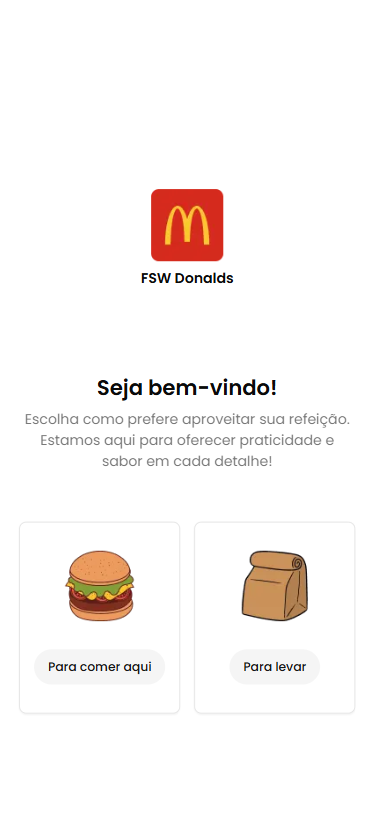 FSW Donalds
Seja bem-vindo!
Escolha como prefere aproveitar sua refeição.
Estamos aqui para oferecer praticidade e
sabor em cada detalhe!
Para comer aqui
Para levar